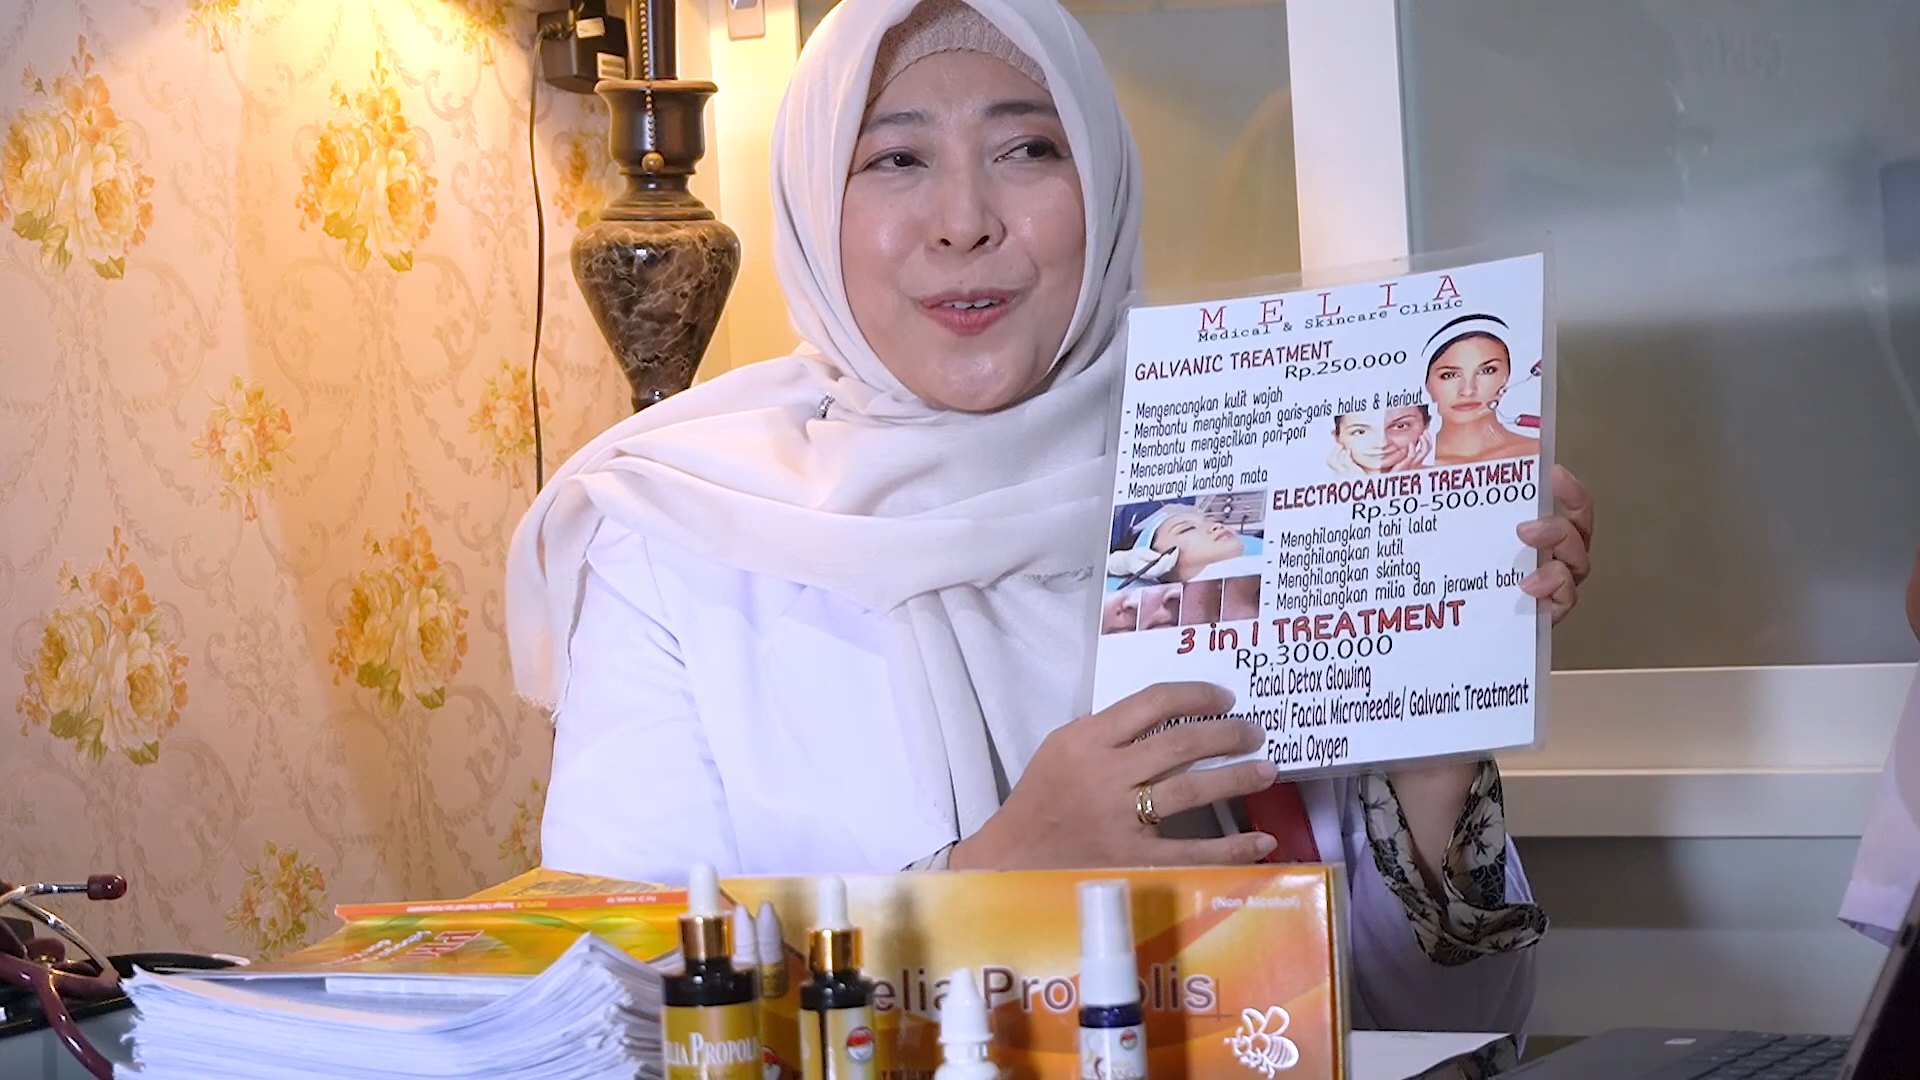 MELIA
Medical & Skincare Clinic
GALVANIC TREATMENT
Rp.250.000
- Mengencangkan kulit wajah
- Membantu menghilangkan garis-garis halus & keriput
- Membantu mengecilkan pori-pori
- Mencerahkan wajah
- Mengurangi kantong mata
ELECTROCAUTER TREATMENT
Rp.50-500.000
- Menghilangkan tahi lalat
- Menghilangkan kutil
- Menghilangkan skintag
- Menghilangkan milia dan jerawat batu
3 in 1 TREATMENT
Rp.300.000
Facial Detox Glowing
/ Facial Microneedle/ Galvanic Treatment
Facial Oxygen
(Non Alcohol)
elia Propolis
PROPOLIS